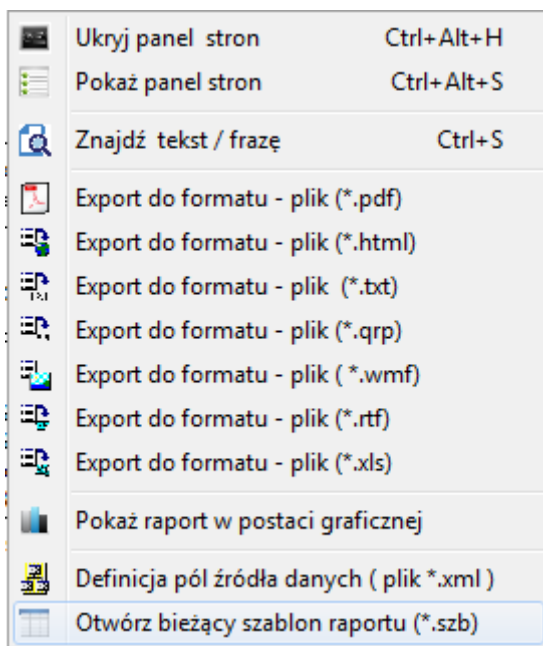 Ukryj panel stron Ctrl+Alt+H
Pokaż panel stron Ctrl+Alt+S
Znajdź tekst / frazę Ctrl+S
Export do formatu - plik (*.pdf)
Export do formatu - plik (*.html)
Export do formatu - plik (*.txt)
Export do formatu - plik (*.qrp)
Export do formatu - plik ( *.wmf)
Export do formatu - plik (*.rtf)
Export do formatu - plik (*.xls)
Pokaż raport w postaci graficznej
Definicja pól źródła danych ( plik *.xml )
Otwórz bieżący szablon raportu (*.szb)